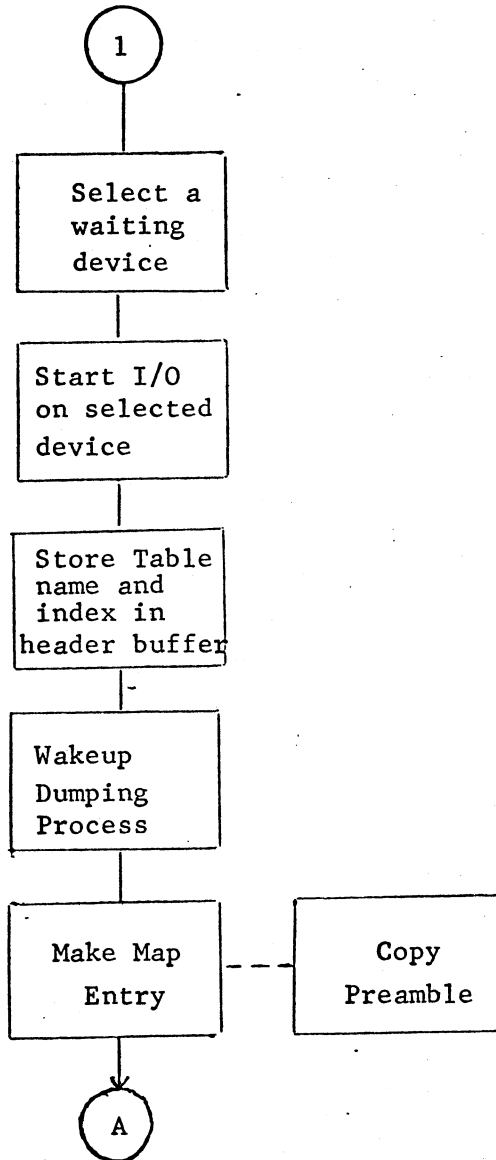 1
Select a
waiting
device
Start I/O
on selected
device
Store Table
name and
index in
header buffer
Wakeup
Dumping
Process
Make Map
Entry
Copy
Preamble
A